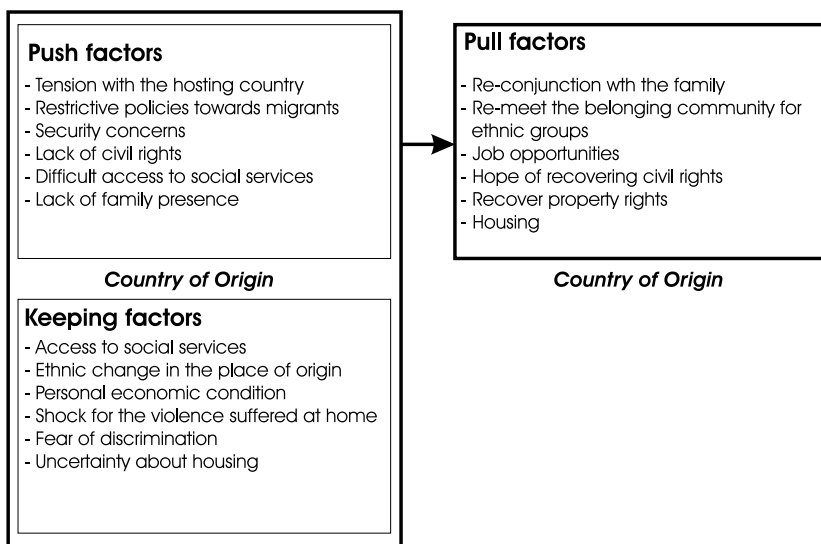 Push factors
- Tension with the hosting country
- Restrictive policies towards migrants
- Security concerns
- Lack of civil rights
- Difficult access to social services
- Lack of family presence
Country of Origin
Keeping factors
- Access to social services
- Ethnic change in the place of origin
- Personal economic condition
- Shock for the violence suffered at home
- Fear of discrimination
- Uncertainty about housing
Pull factors
- Re-conjunction wth the family
- Re-meet the belonging community for
ethnic groups
- Job opportunities
- Hope of recovering civil rights
- Recover property rights
- Housing
Country of Origin